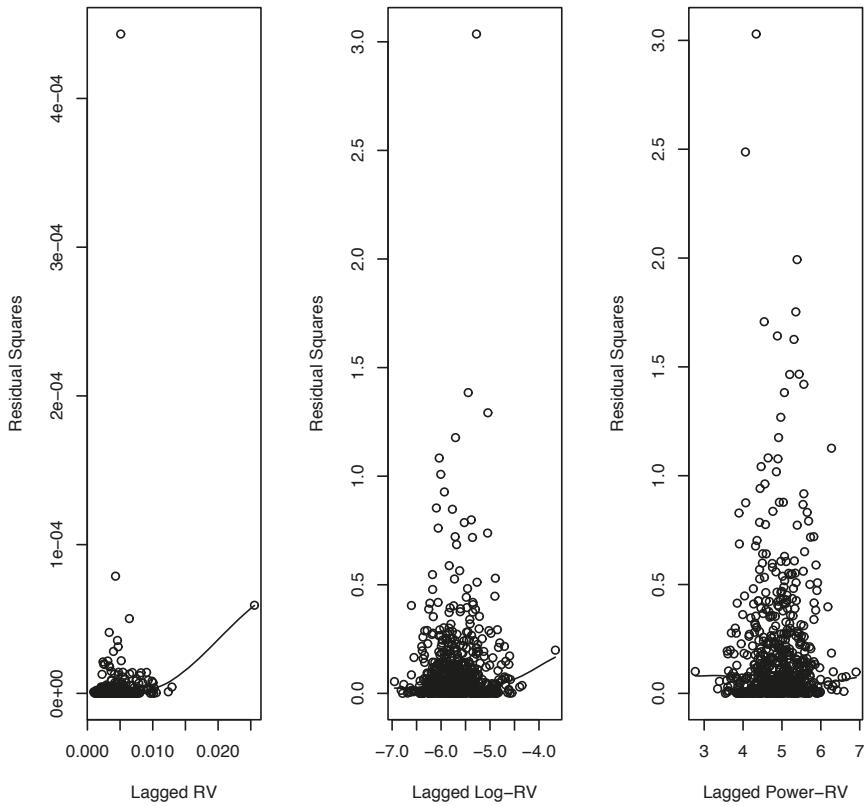 Residual Squares
0e+00
1e−04
2e−04
3e−04
4e−04
0.000
0.010
0.020
Lagged RV
Residual Squares
0.0
0.5
1.0
1.5
2.0
2.5
3.0
−7.0
−6.0
−5.0
−4.0
Lagged Log−RV
Residual Squares
0.0
0.5
1.0
1.5
2.0
2.5
3.0
3
4
5
6
7
Lagged Power−RV